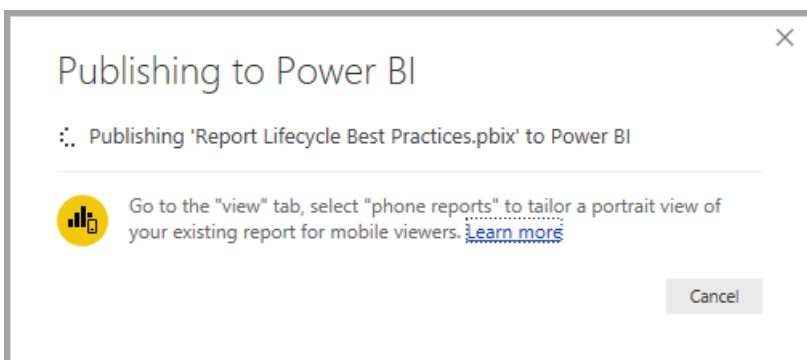 Publishing to Power BI
Publishing 'Report Lifecycle Best Practices.pbix' to Power BI
Go to the "view" tab, select "phone reports" to tailor a portrait view of
your existing report for mobile viewers. Learn more
Cancel